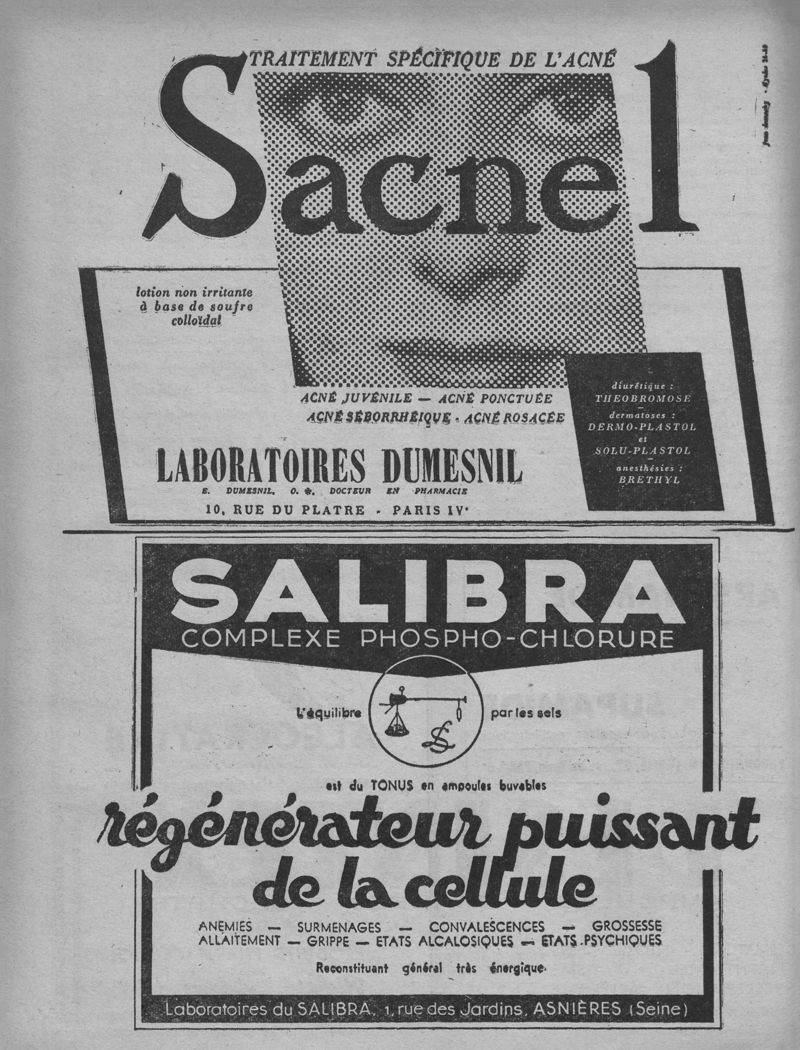 TRAITEMENT SPÉCIFIQUE DE L'ACNÉ
Sacnel
lotion non irritante
à base de soufre
colloïdal
ACNÉ JUVÉNILE — ACNÉ PONCTUÉE
ACNÉ SÉBORRHÉIQUE - ACNÉ ROSACÉE
diurétique :
THEOBROMOSE
—
dermatoses :
DERMO-PLASTOL
et
SOLU-PLASTOL
—
anesthésies :
BRETHYL
LABORATOIRES DUMESNIL
E. DUMESNIL, O. ✽, DOCTEUR EN PHARMACIE
10, RUE DU PLATRE - PARIS IVᵉ
SALIBRA
COMPLEXE PHOSPHO-CHLORURE
L'équilibre par les sels
LS
est du TONUS en ampoules buvables
régénérateur puissant
de la cellule
ANEMIES — SURMENAGES — CONVALESCENCES — GROSSESSE
ALLAITEMENT — GRIPPE — ETATS ALCALOSIQUES — ETATS PSYCHIQUES
Reconstituant général très énergique.
Laboratoires du SALIBRA, 1, rue des Jardins, ASNIÈRES (Seine)